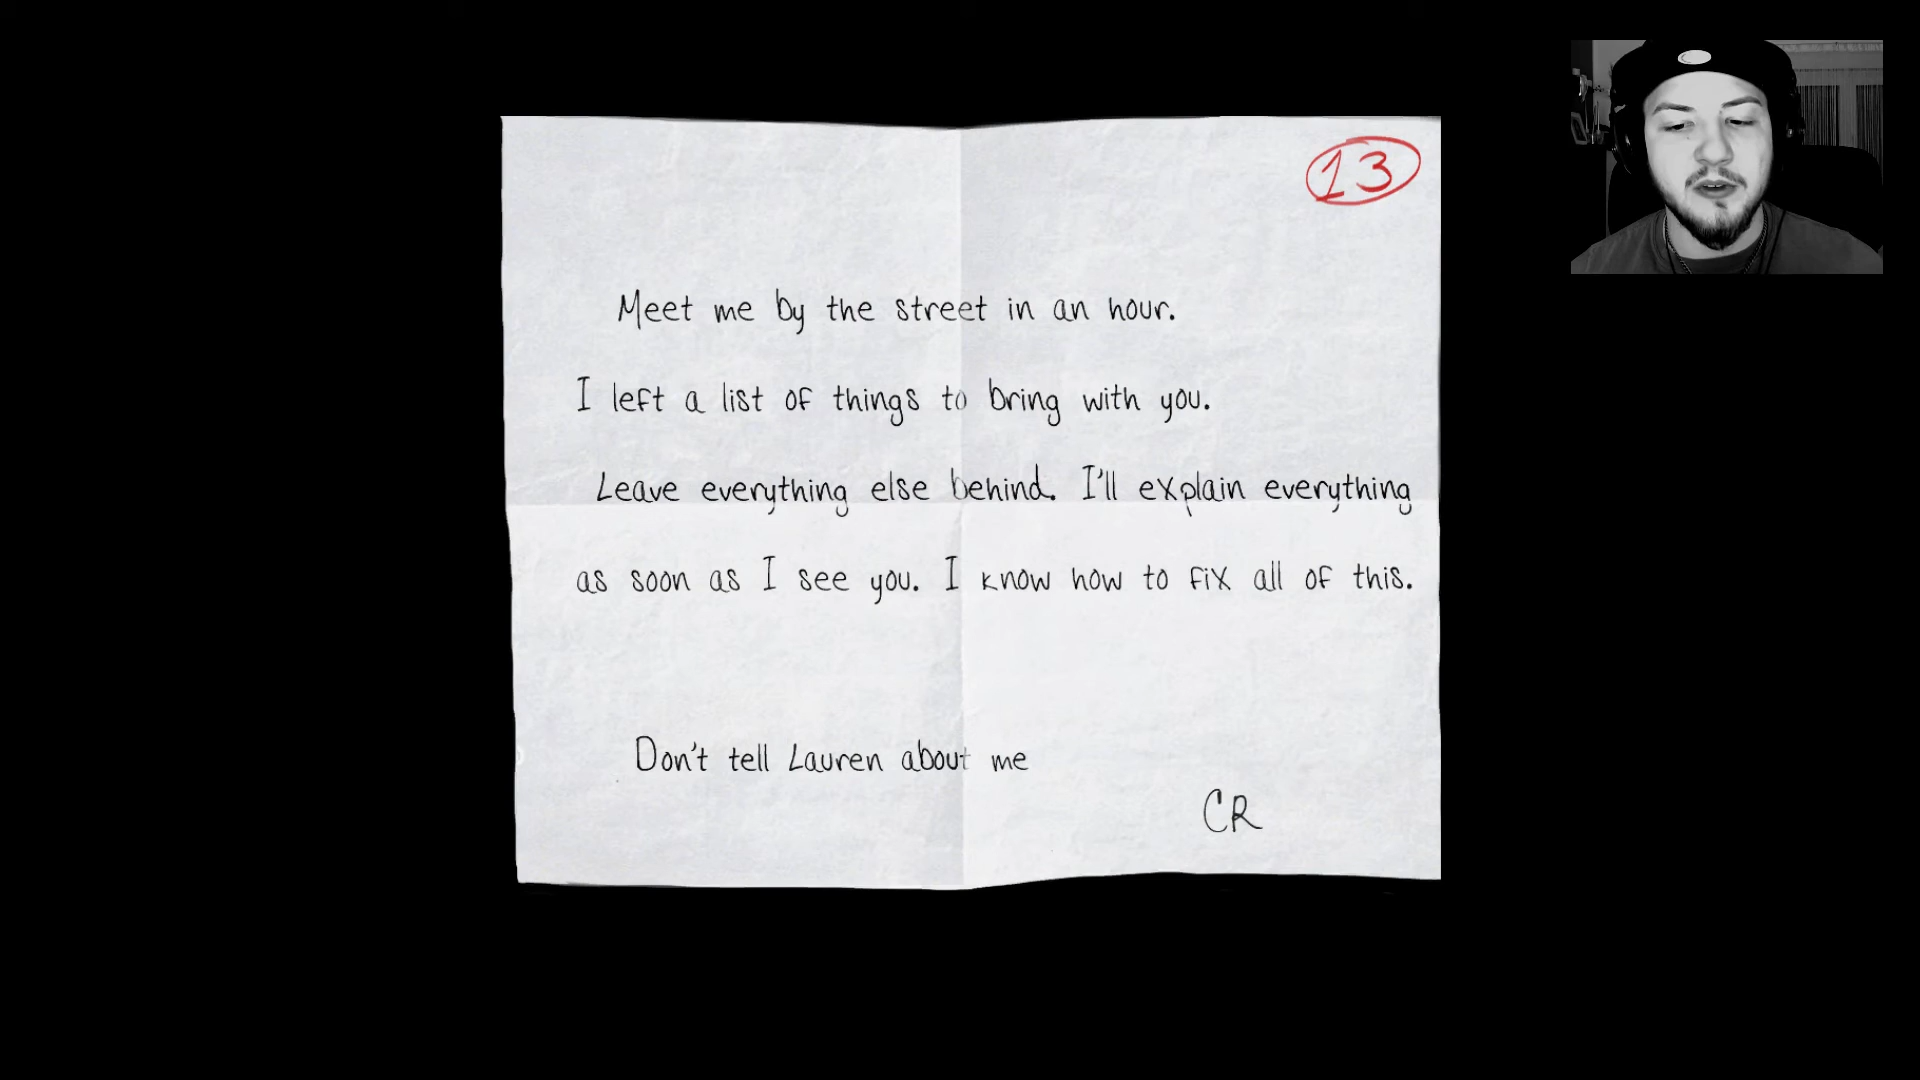 13
Meet me by the street in an hour.
I left a list of things to bring with you.
Leave everything else behind. I'll explain everything
as soon as I see you. I know how to fix all of this.
Don't tell Lauren about me
CR